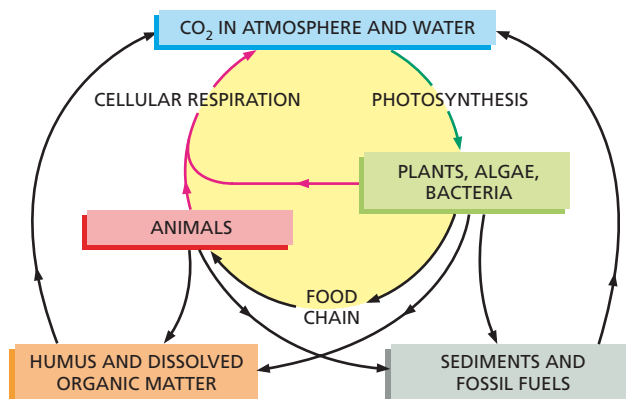 CO₂ IN ATMOSPHERE AND WATER
CELLULAR RESPIRATION
PHOTOSYNTHESIS
PLANTS, ALGAE,
BACTERIA
ANIMALS
FOOD
CHAIN
HUMUS AND DISSOLVED
ORGANIC MATTER
SEDIMENTS AND
FOSSIL FUELS